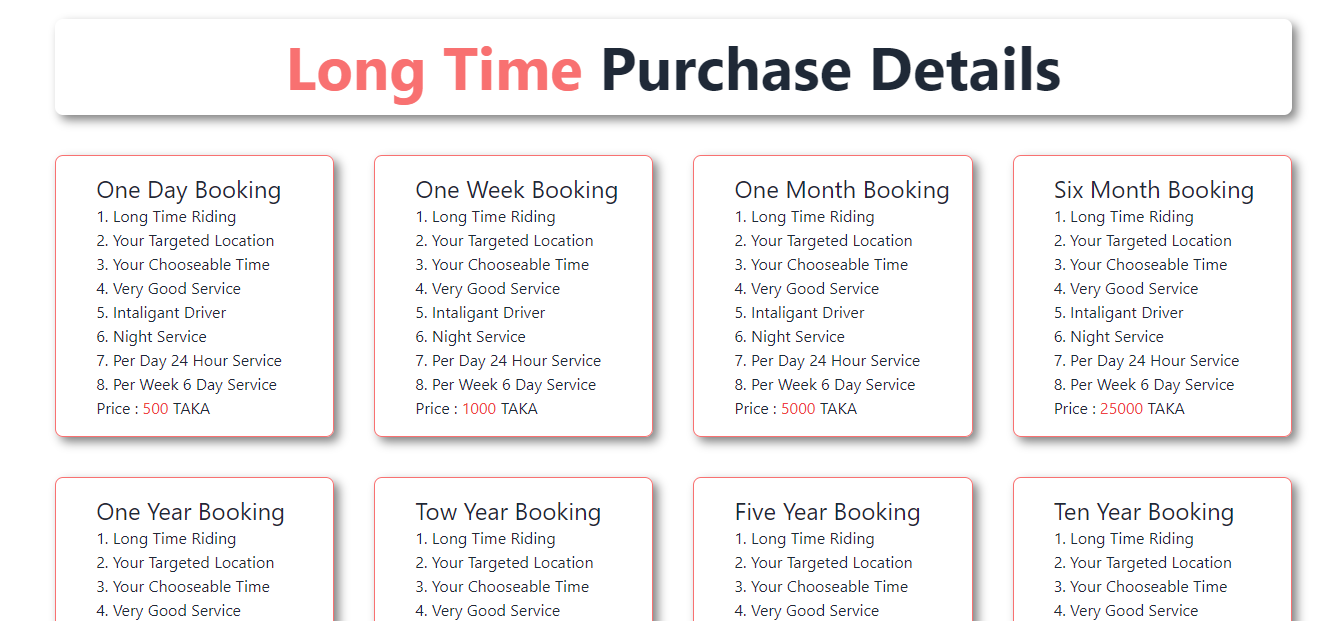 Long Time Purchase Details
One Day Booking
1. Long Time Riding
2. Your Targeted Location
3. Your Chooseable Time
4. Very Good Service
5. Intaligant Driver
6. Night Service
7. Per Day 24 Hour Service
8. Per Week 6 Day Service
Price : 500 TAKA
One Week Booking
1. Long Time Riding
2. Your Targeted Location
3. Your Chooseable Time
4. Very Good Service
5. Intaligant Driver
6. Night Service
7. Per Day 24 Hour Service
8. Per Week 6 Day Service
Price : 1000 TAKA
One Month Booking
1. Long Time Riding
2. Your Targeted Location
3. Your Chooseable Time
4. Very Good Service
5. Intaligant Driver
6. Night Service
7. Per Day 24 Hour Service
8. Per Week 6 Day Service
Price : 5000 TAKA
Six Month Booking
1. Long Time Riding
2. Your Targeted Location
3. Your Chooseable Time
4. Very Good Service
5. Intaligant Driver
6. Night Service
7. Per Day 24 Hour Service
8. Per Week 6 Day Service
Price : 25000 TAKA
One Year Booking
1. Long Time Riding
2. Your Targeted Location
3. Your Chooseable Time
4. Very Good Service
Tow Year Booking
1. Long Time Riding
2. Your Targeted Location
3. Your Chooseable Time
4. Very Good Service
Five Year Booking
1. Long Time Riding
2. Your Targeted Location
3. Your Chooseable Time
4. Very Good Service
Ten Year Booking
1. Long Time Riding
2. Your Targeted Location
3. Your Chooseable Time
4. Very Good Service